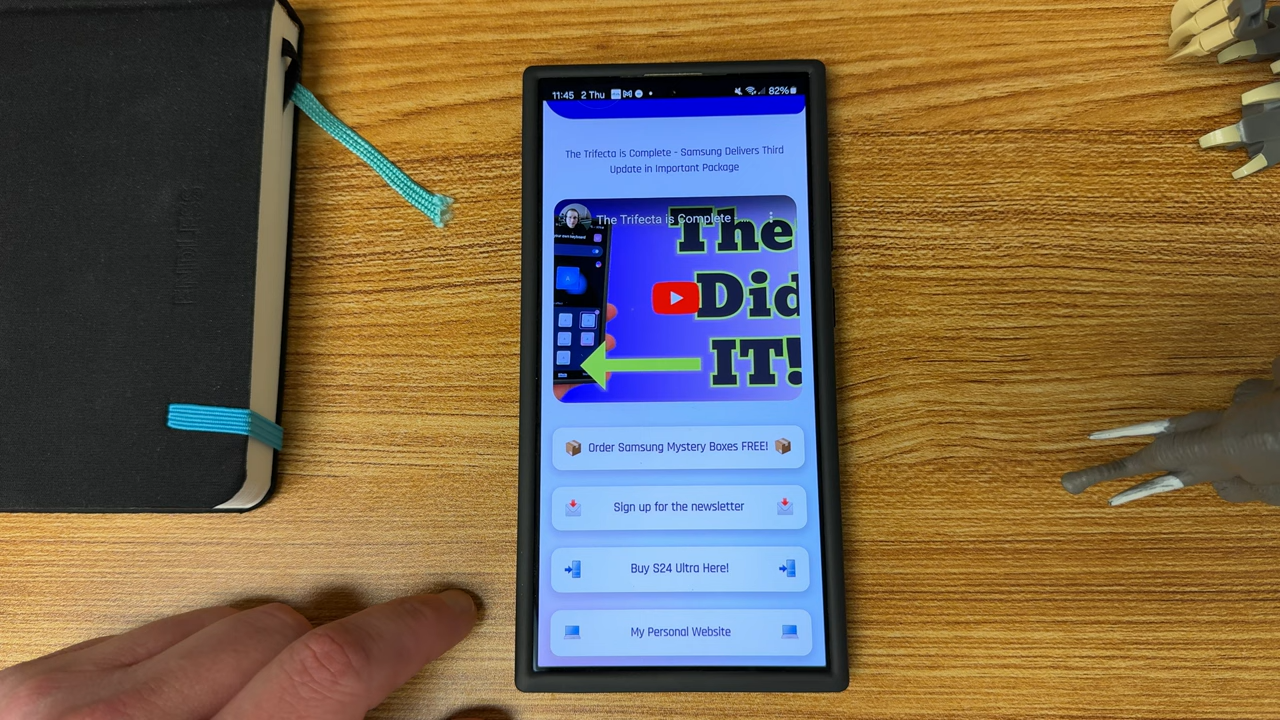 11:45 2 Thu 82%
The Trifecta is Complete - Samsung Delivers Third
Update in Important Package
The Trifecta is Complete - ...
The
Did
IT!
📦 Order Samsung Mystery Boxes FREE! 📦
📩 Sign up for the newsletter 📩
📲 Buy S24 Ultra Here! 📲
💻 My Personal Website 💻